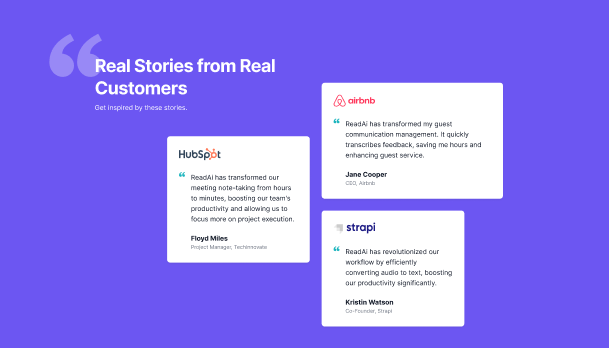 Real Stories from Real
Customers
Get inspired by these stories.
HubSpot
“
ReadAi has transformed our
meeting note-taking from hours
to minutes, boosting our team's
productivity and allowing us to
focus more on project execution.
Floyd Miles
Project Manager, Techinnovate
airbnb
“
ReadAi has transformed my guest
communication management. It quickly
transcribes feedback, saving me hours and
enhancing guest service.
Jane Cooper
CEO, Airbnb
strapi
“
ReadAi has revolutionized our
workflow by efficiently
converting audio to text, boosting
our productivity significantly.
Kristin Watson
Co-Founder, Strapi